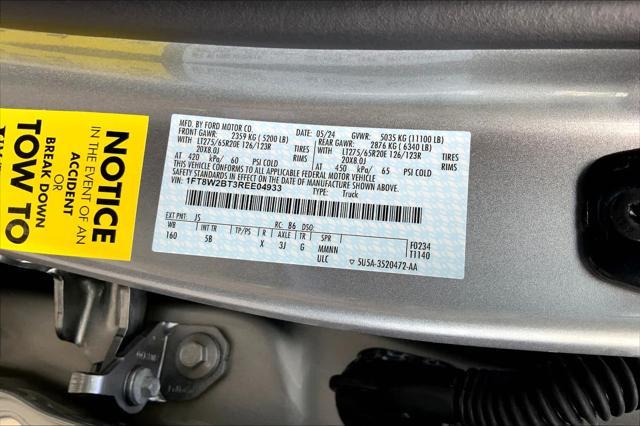 NOTICE
IN THE EVENT OF AN
ACCIDENT
OR
BREAK DOWN
TOW TO
MFD. BY FORD MOTOR CO.
05/24 GVWR: 5035 KG (11100 LB)
FRONT GAWR: 2359 KG ( 5200 LB)
REAR GAWR: 2876 KG ( 6340 LB)
LT275/65R20E 126/123R TIRES
LT275/65R20E 126/123R TIRES
20X8.0J RIMS
20X8.0J RIMS
AT 420 kPa/ 60 PSI COLD
AT 450 kPa/ 65 PSI COLD
THIS VEHICLE CONFORMS TO ALL APPLICABLE FEDERAL MOTOR VEHICLE
SAFETY STANDARDS IN EFFECT ON THE DATE OF MANUFACTURE SHOWN ABOVE.
VIN: 1FT8W2BT3REE04933
TYPE: Truck
EXT PNT: JS RC: B6 DSO:
WB INT TR TP/PS R AXLE TR SPR
160 5B X 3J G MMNN
ULC
F0234
T1140
▽ 5U5A-3520472-AA